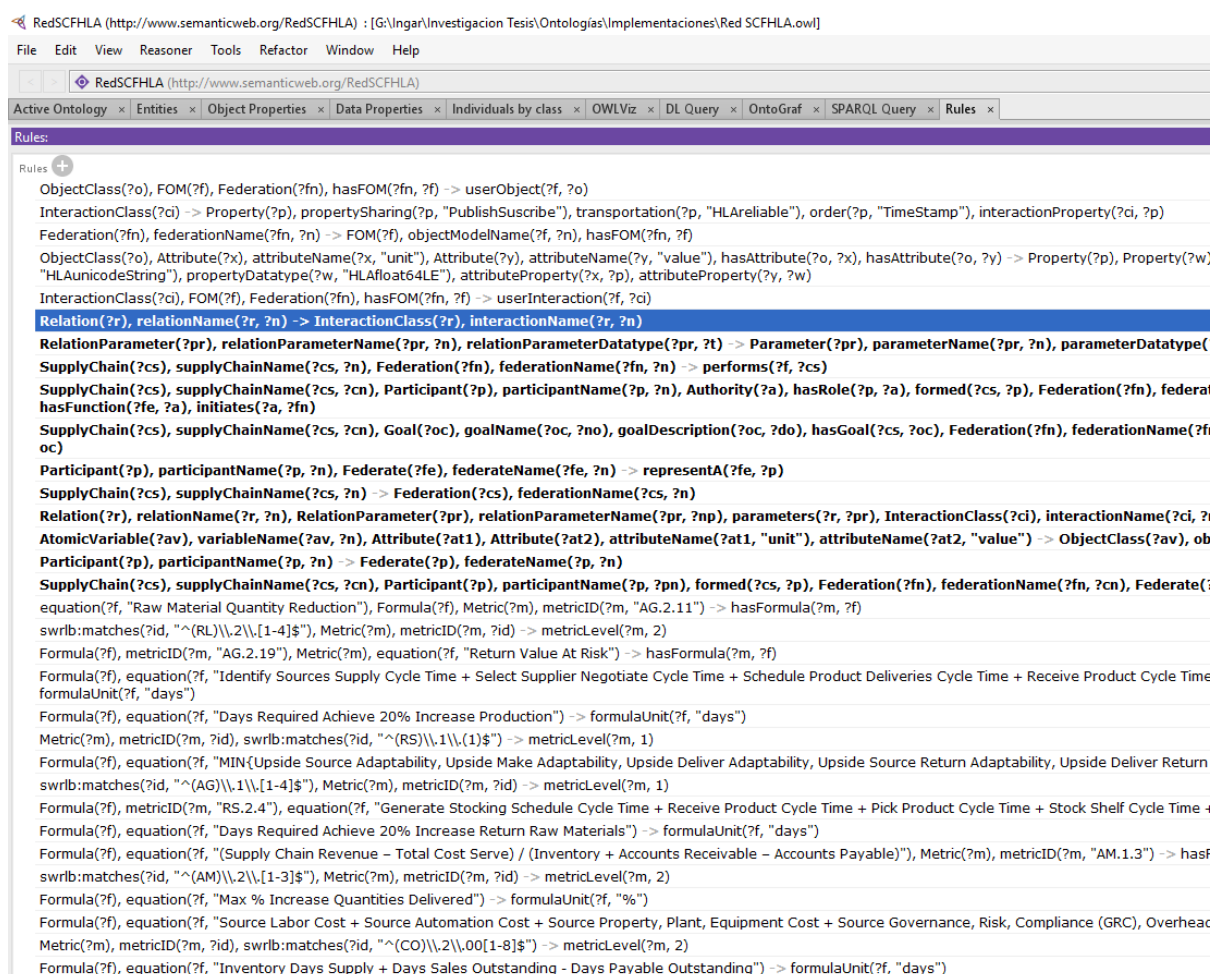 RedSCFHLA (http://www.semanticweb.org/RedSCFHLA) : [G:\Ingar\Investigacion Tesis\Ontologías\Implementaciones\Red SCFHLA.owl]
File Edit View Reasoner Tools Refactor Window Help
< > RedSCFHLA (http://www.semanticweb.org/RedSCFHLA)
Active Ontology × Entities × Object Properties × Data Properties × Individuals by class × OWLViz × DL Query × OntoGraf × SPARQL Query × Rules ×
Rules:
Rules +
ObjectClass(?o), FOM(?f), Federation(?fn), hasFOM(?fn, ?f) -> userObject(?f, ?o)
InteractionClass(?ci) -> Property(?p), propertySharing(?p, "PublishSuscribe"), transportation(?p, "HLAreliable"), order(?p, "TimeStamp"), interactionProperty(?ci, ?p)
Federation(?fn), federationName(?fn, ?n) -> FOM(?f), objectModelName(?f, ?n), hasFOM(?fn, ?f)
ObjectClass(?o), Attribute(?x), attributeName(?x, "unit"), Attribute(?y), attributeName(?y, "value"), hasAttribute(?o, ?x), hasAttribute(?o, ?y) -> Property(?p), Property(?w)
"HLAunicodeString"), propertyDatatype(?w, "HLAfloat64LE"), attributeProperty(?x, ?p), attributeProperty(?y, ?w)
InteractionClass(?ci), FOM(?f), Federation(?fn), hasFOM(?fn, ?f) -> userInteraction(?f, ?ci)
Relation(?r), relationName(?r, ?n) -> InteractionClass(?r), interactionName(?r, ?n)
RelationParameter(?pr), relationParameterName(?pr, ?n), relationParameterDatatype(?pr, ?t) -> Parameter(?pr), parameterName(?pr, ?n), parameterDatatype(
SupplyChain(?cs), supplyChainName(?cs, ?n), Federation(?fn), federationName(?fn, ?n) -> performs(?f, ?cs)
SupplyChain(?cs), supplyChainName(?cs, ?cn), Participant(?p), participantName(?p, ?n), Authority(?a), hasRole(?p, ?a), formed(?cs, ?p), Federation(?fn), federat
hasFunction(?fe, ?a), initiates(?a, ?fn)
SupplyChain(?cs), supplyChainName(?cs, ?cn), Goal(?oc), goalName(?oc, ?no), goalDescription(?oc, ?do), hasGoal(?cs, ?oc), Federation(?fn), federationName(?f
oc)
Participant(?p), participantName(?p, ?n), Federate(?fe), federateName(?fe, ?n) -> representA(?fe, ?p)
SupplyChain(?cs), supplyChainName(?cs, ?n) -> Federation(?cs), federationName(?cs, ?n)
Relation(?r), relationName(?r, ?n), RelationParameter(?pr), relationParameterName(?pr, ?np), parameters(?r, ?pr), InteractionClass(?ci), interactionName(?ci, ?
AtomicVariable(?av), variableName(?av, ?n), Attribute(?at1), Attribute(?at2), attributeName(?at1, "unit"), attributeName(?at2, "value") -> ObjectClass(?av), ob
Participant(?p), participantName(?p, ?n) -> Federate(?p), federateName(?p, ?n)
SupplyChain(?cs), supplyChainName(?cs, ?cn), Participant(?p), participantName(?p, ?pn), formed(?cs, ?p), Federation(?fn), federationName(?fn, ?cn), Federate(?
equation(?f, "Raw Material Quantity Reduction"), Formula(?f), Metric(?m), metricID(?m, "AG.2.11") -> hasFormula(?m, ?f)
swrlb:matches(?id, "^(RL)\\.2\\.[1-4]$"), Metric(?m), metricID(?m, ?id) -> metricLevel(?m, 2)
Formula(?f), metricID(?m, "AG.2.19"), Metric(?m), equation(?f, "Return Value At Risk") -> hasFormula(?m, ?f)
Formula(?f), equation(?f, "Identify Sources Supply Cycle Time + Select Supplier Negotiate Cycle Time + Schedule Product Deliveries Cycle Time + Receive Product Cycle Time
formulaUnit(?f, "days")
Formula(?f), equation(?f, "Days Required Achieve 20% Increase Production") -> formulaUnit(?f, "days")
Metric(?m), metricID(?m, ?id), swrlb:matches(?id, "^(RS)\\.1\\.(1)$") -> metricLevel(?m, 1)
Formula(?f), equation(?f, "MIN{Upside Source Adaptability, Upside Make Adaptability, Upside Deliver Adaptability, Upside Source Return Adaptability, Upside Deliver Return
swrlb:matches(?id, "^(AG)\\.1\\.[1-4]$"), Metric(?m), metricID(?m, ?id) -> metricLevel(?m, 1)
Formula(?f), metricID(?m, "RS.2.4"), equation(?f, "Generate Stocking Schedule Cycle Time + Receive Product Cycle Time + Pick Product Cycle Time + Stock Shelf Cycle Time +
Formula(?f), equation(?f, "Days Required Achieve 20% Increase Return Raw Materials") -> formulaUnit(?f, "days")
Formula(?f), equation(?f, "(Supply Chain Revenue – Total Cost Serve) / (Inventory + Accounts Receivable – Accounts Payable)"), Metric(?m), metricID(?m, "AM.1.3") -> hasF
swrlb:matches(?id, "^(AM)\\.2\\.[1-3]$"), Metric(?m), metricID(?m, ?id) -> metricLevel(?m, 2)
Formula(?f), equation(?f, "Max % Increase Quantities Delivered") -> formulaUnit(?f, "%")
Formula(?f), equation(?f, "Source Labor Cost + Source Automation Cost + Source Property, Plant, Equipment Cost + Source Governance, Risk, Compliance (GRC), Overhead
Metric(?m), metricID(?m, ?id), swrlb:matches(?id, "^(CO)\\.2\\.00[1-8]$") -> metricLevel(?m, 2)
Formula(?f), equation(?f, "Inventory Days Supply + Days Sales Outstanding - Days Payable Outstanding") -> formulaUnit(?f, "days")